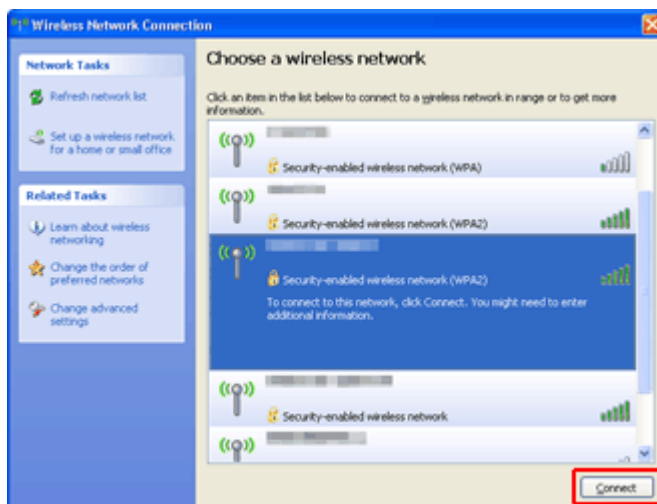 Wireless Network Connection
Network Tasks
Refresh network list
Set up a wireless network
for a home or small office
Related Tasks
Learn about wireless
networking
Change the order of
preferred networks
Change advanced
settings
Choose a wireless network
Click an item in the list below to connect to a wireless network in range or to get more
information.
Security-enabled wireless network (WPA)
Security-enabled wireless network (WPA2)
Security-enabled wireless network (WPA2)
To connect to this network, click Connect. You might need to enter
additional information.
Security-enabled wireless network
Connect